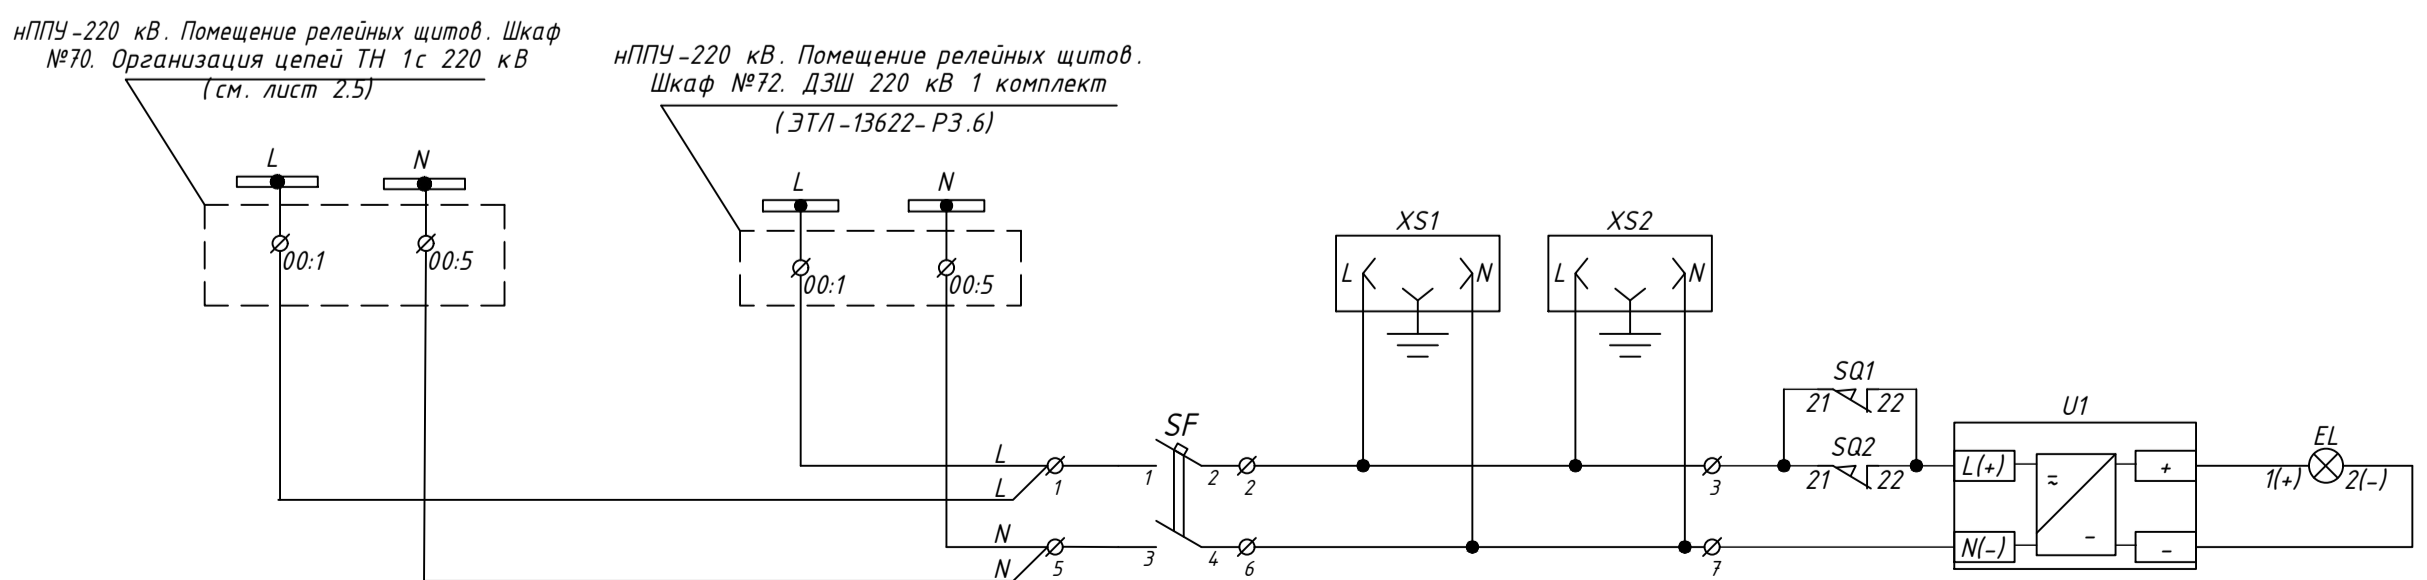 нППУ-220 кВ. Помещение релейных щитов. Шкаф
№70. Организация цепей ТН 1с 220 кВ
(см. лист 2.5)
нППУ-220 кВ. Помещение релейных щитов.
Шкаф №72. ДЗШ 220 кВ 1 комплект
(ЭТЛ-13622-РЗ.6)
L
N
00:1
00:5
L
N
00:1
00:5
XS1
L
N
XS2
L
N
L
L
1
N
N
5
SF
1
2
3
4
2
6
3
7
SQ1
21
22
SQ2
21
22
U1
L(+)
N(-)
≂
-
+
-
EL
1(+)
2(-)